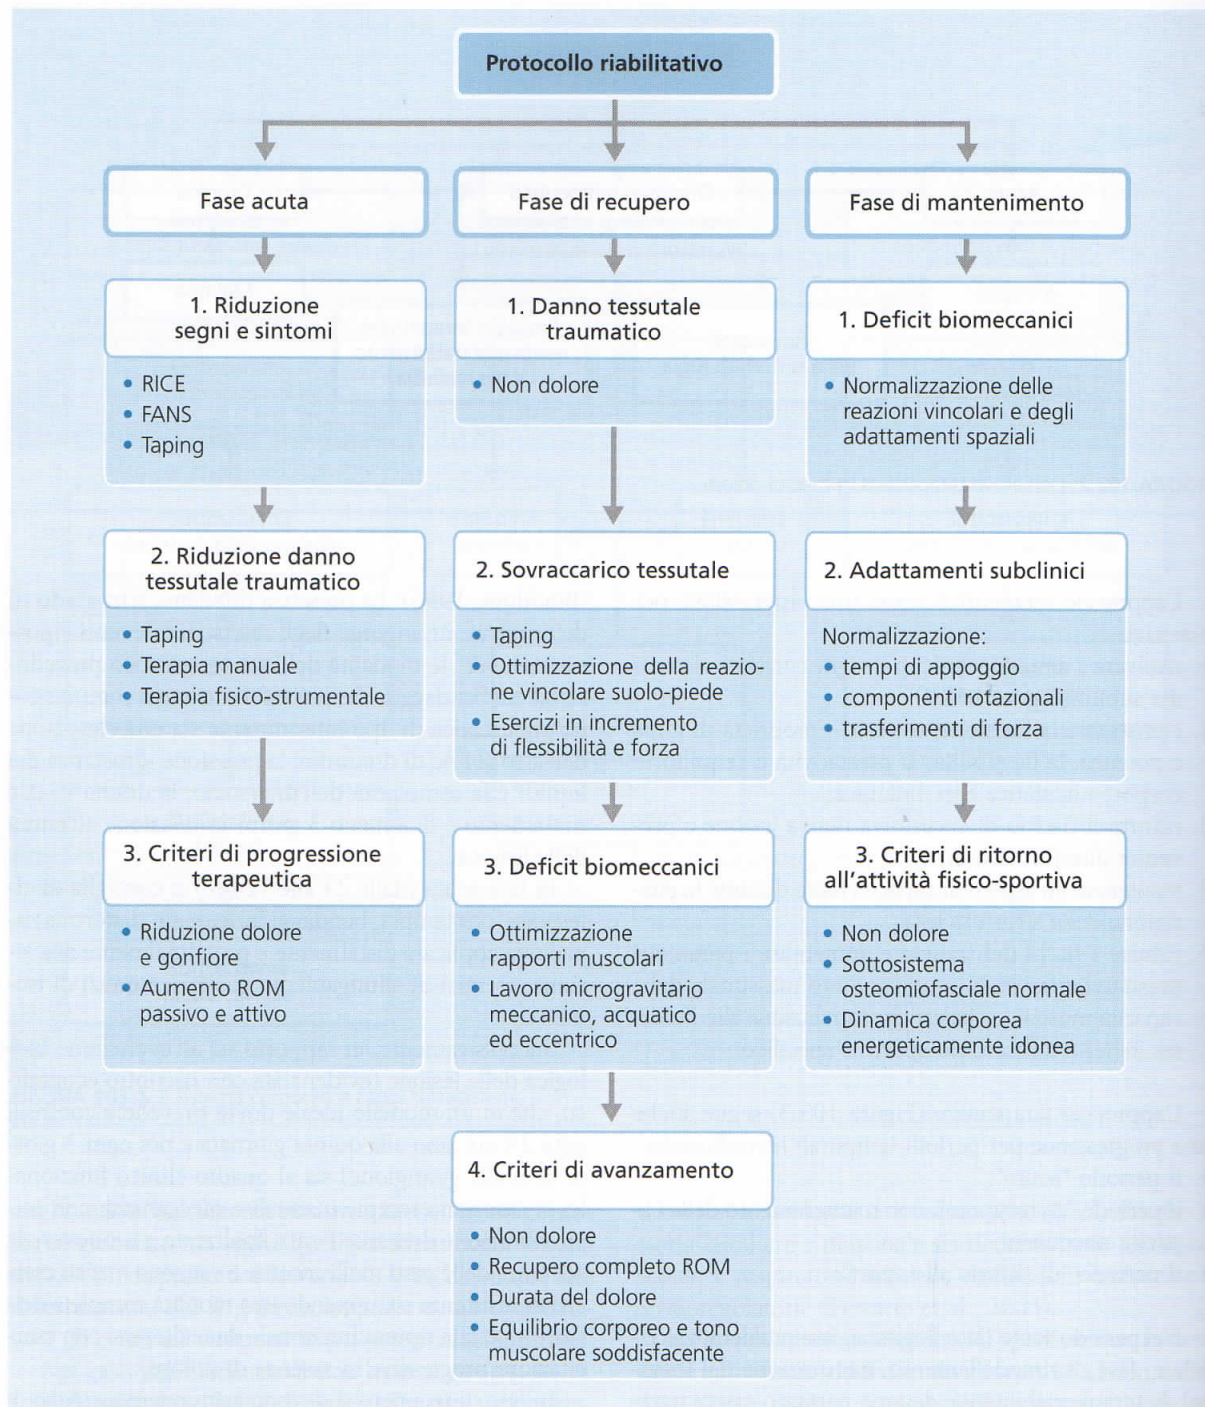 Protocollo riabilitativo
Fase acuta
1. Riduzione
segni e sintomi
• RICE
• FANS
• Taping
2. Riduzione danno
tessutale traumatico
• Taping
• Terapia manuale
• Terapia fisico-strumentale
3. Criteri di progressione
terapeutica
• Riduzione dolore
e gonfiore
• Aumento ROM
passivo e attivo
Fase di recupero
1. Danno tessutale
traumatico
• Non dolore
2. Sovraccarico tessutale
• Taping
• Ottimizzazione della reazio-
ne vincolare suolo-piede
• Esercizi in incremento
di flessibilità e forza
3. Deficit biomeccanici
• Ottimizzazione
rapporti muscolari
• Lavoro microgravitario
meccanico, acquatico
ed eccentrico
4. Criteri di avanzamento
• Non dolore
• Recupero completo ROM
• Durata del dolore
• Equilibrio corporeo e tono
muscolare soddisfacente
Fase di mantenimento
1. Deficit biomeccanici
• Normalizzazione delle
reazioni vincolari e degli
adattamenti spaziali
2. Adattamenti subclinici
Normalizzazione:
• tempi di appoggio
• componenti rotazionali
• trasferimenti di forza
3. Criteri di ritorno
all'attività fisico-sportiva
• Non dolore
• Sottosistema
osteomiofasciale normale
• Dinamica corporea
energeticamente idonea